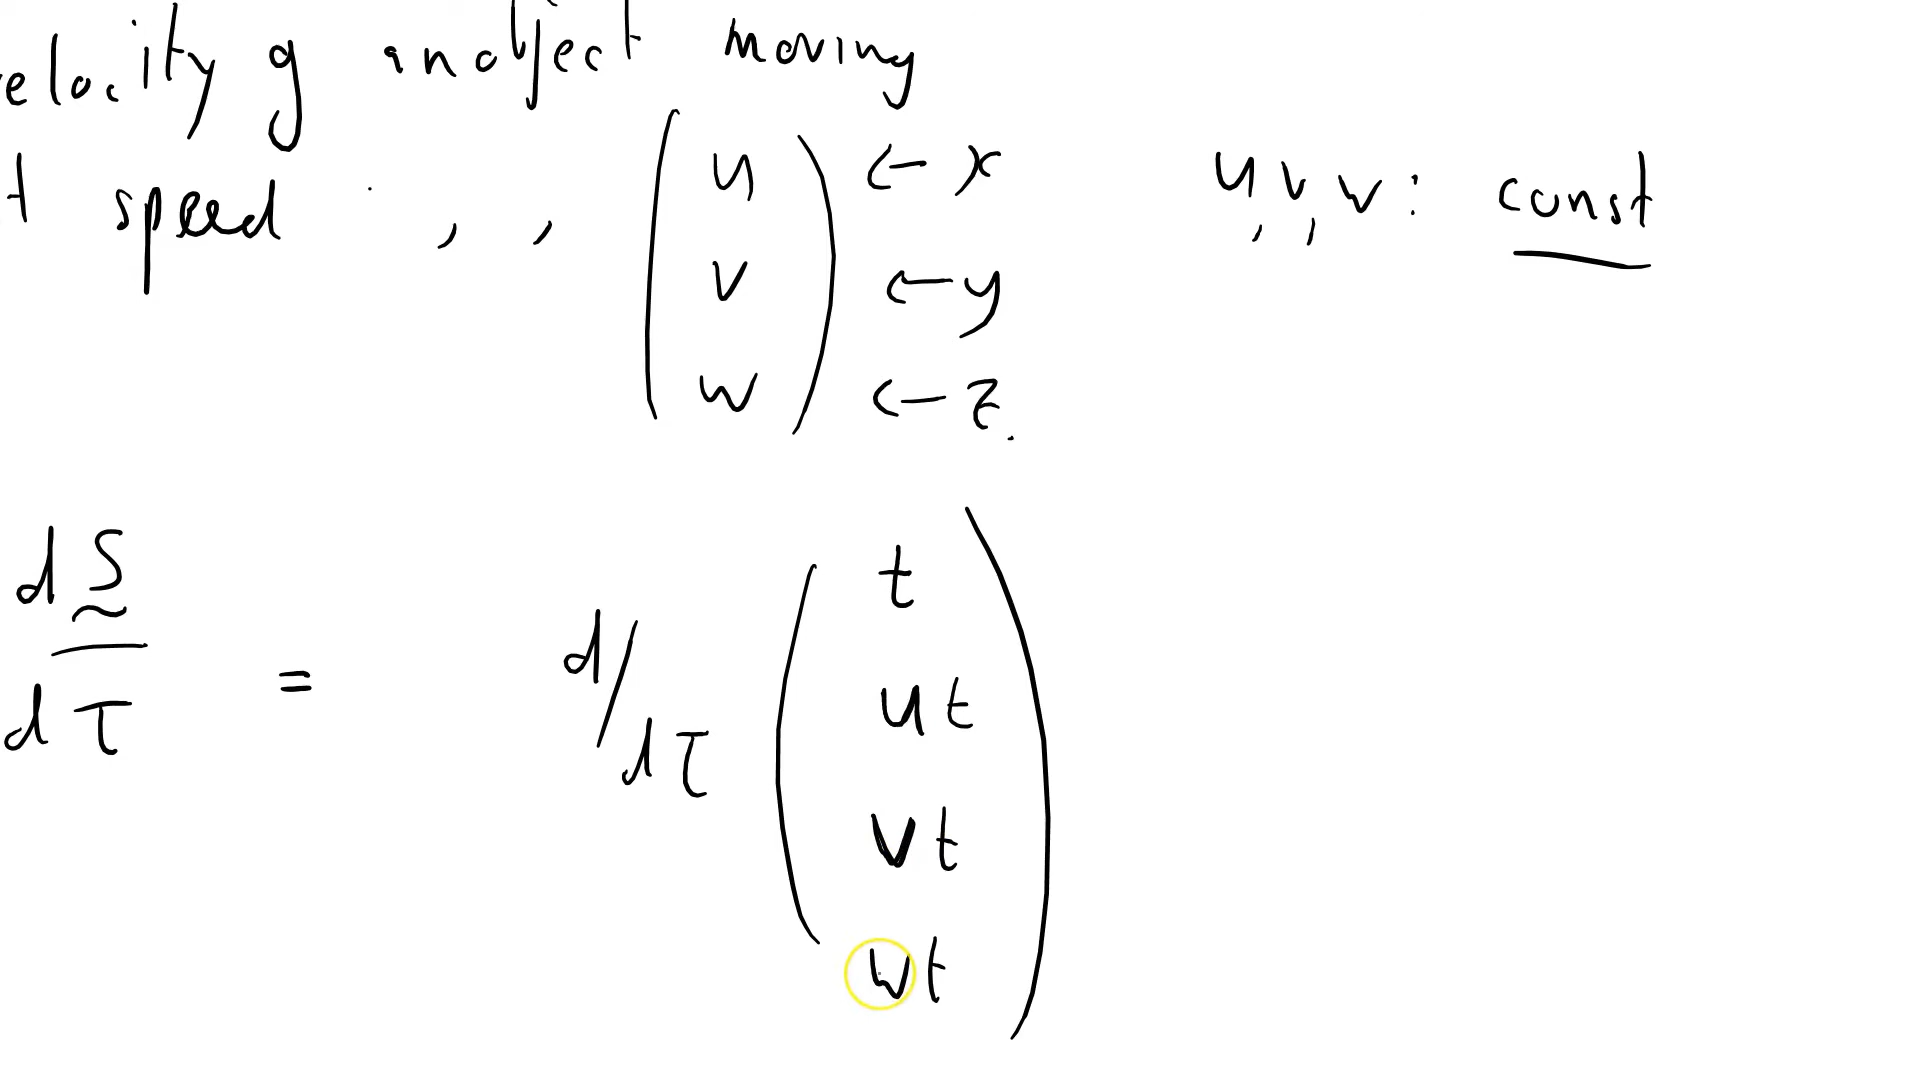 elocity of an object moving
t speed , , ( u ) ← x u, v, w : const
v ← y
w ← z.
dS̰/dτ = d/dτ ( t )
ut
vt
wt